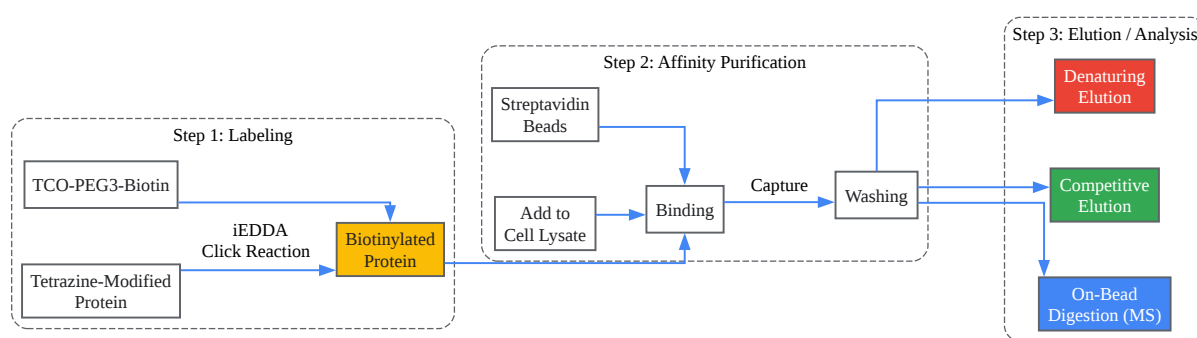 Step 1: Labeling
TCO-PEG3-Biotin
iEDDA
Click Reaction
Tetrazine-Modified
Protein
Biotinylated
Protein
Step 2: Affinity Purification
Streptavidin
Beads
Add to
Cell Lysate
Binding
Capture
Washing
Step 3: Elution / Analysis
Denaturing
Elution
Competitive
Elution
On-Bead
Digestion (MS)